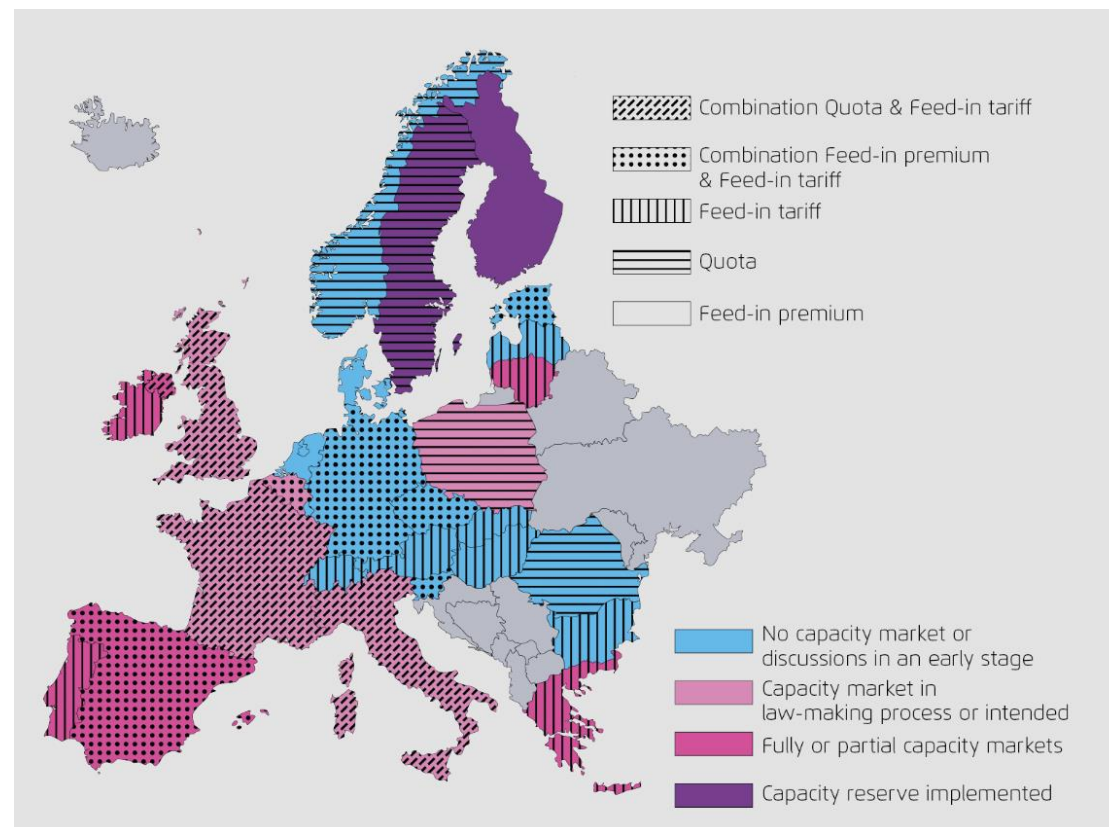 Combination Quota & Feed-in tariff
Combination Feed-in premium
& Feed-in tariff
Feed-in tariff
Quota
Feed-in premium
No capacity market or
discussions in an early stage
Capacity market in
law-making process or intended
Fully or partial capacity markets
Capacity reserve implemented